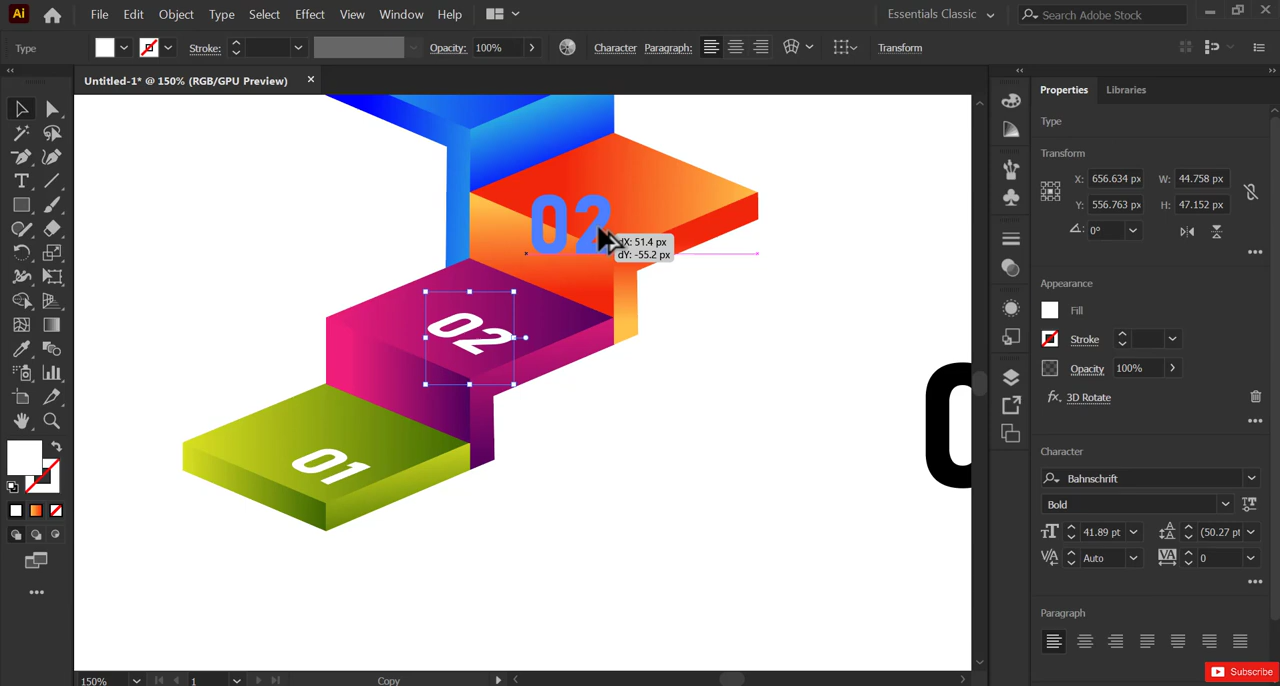 Ai File Edit Object Type Select Effect View Window Help Essentials Classic Search Adobe Stock
Type Stroke: Opacity: 100% Character Paragraph: Transform
Untitled-1* @ 150% (RGB/GPU Preview) ×
Properties Libraries
Type
Transform
X: 656.634 px W: 44.758 px
Y: 556.763 px H: 47.152 px
0°
Appearance
Fill
Stroke
Opacity 100%
fx. 3D Rotate
Character
Bahnschrift
Bold
41.89 pt (50.27 pt
Auto 0
Paragraph
02
dX: 51.4 px
dY: -55.2 px
02
01
150% 1 Copy
Subscribe